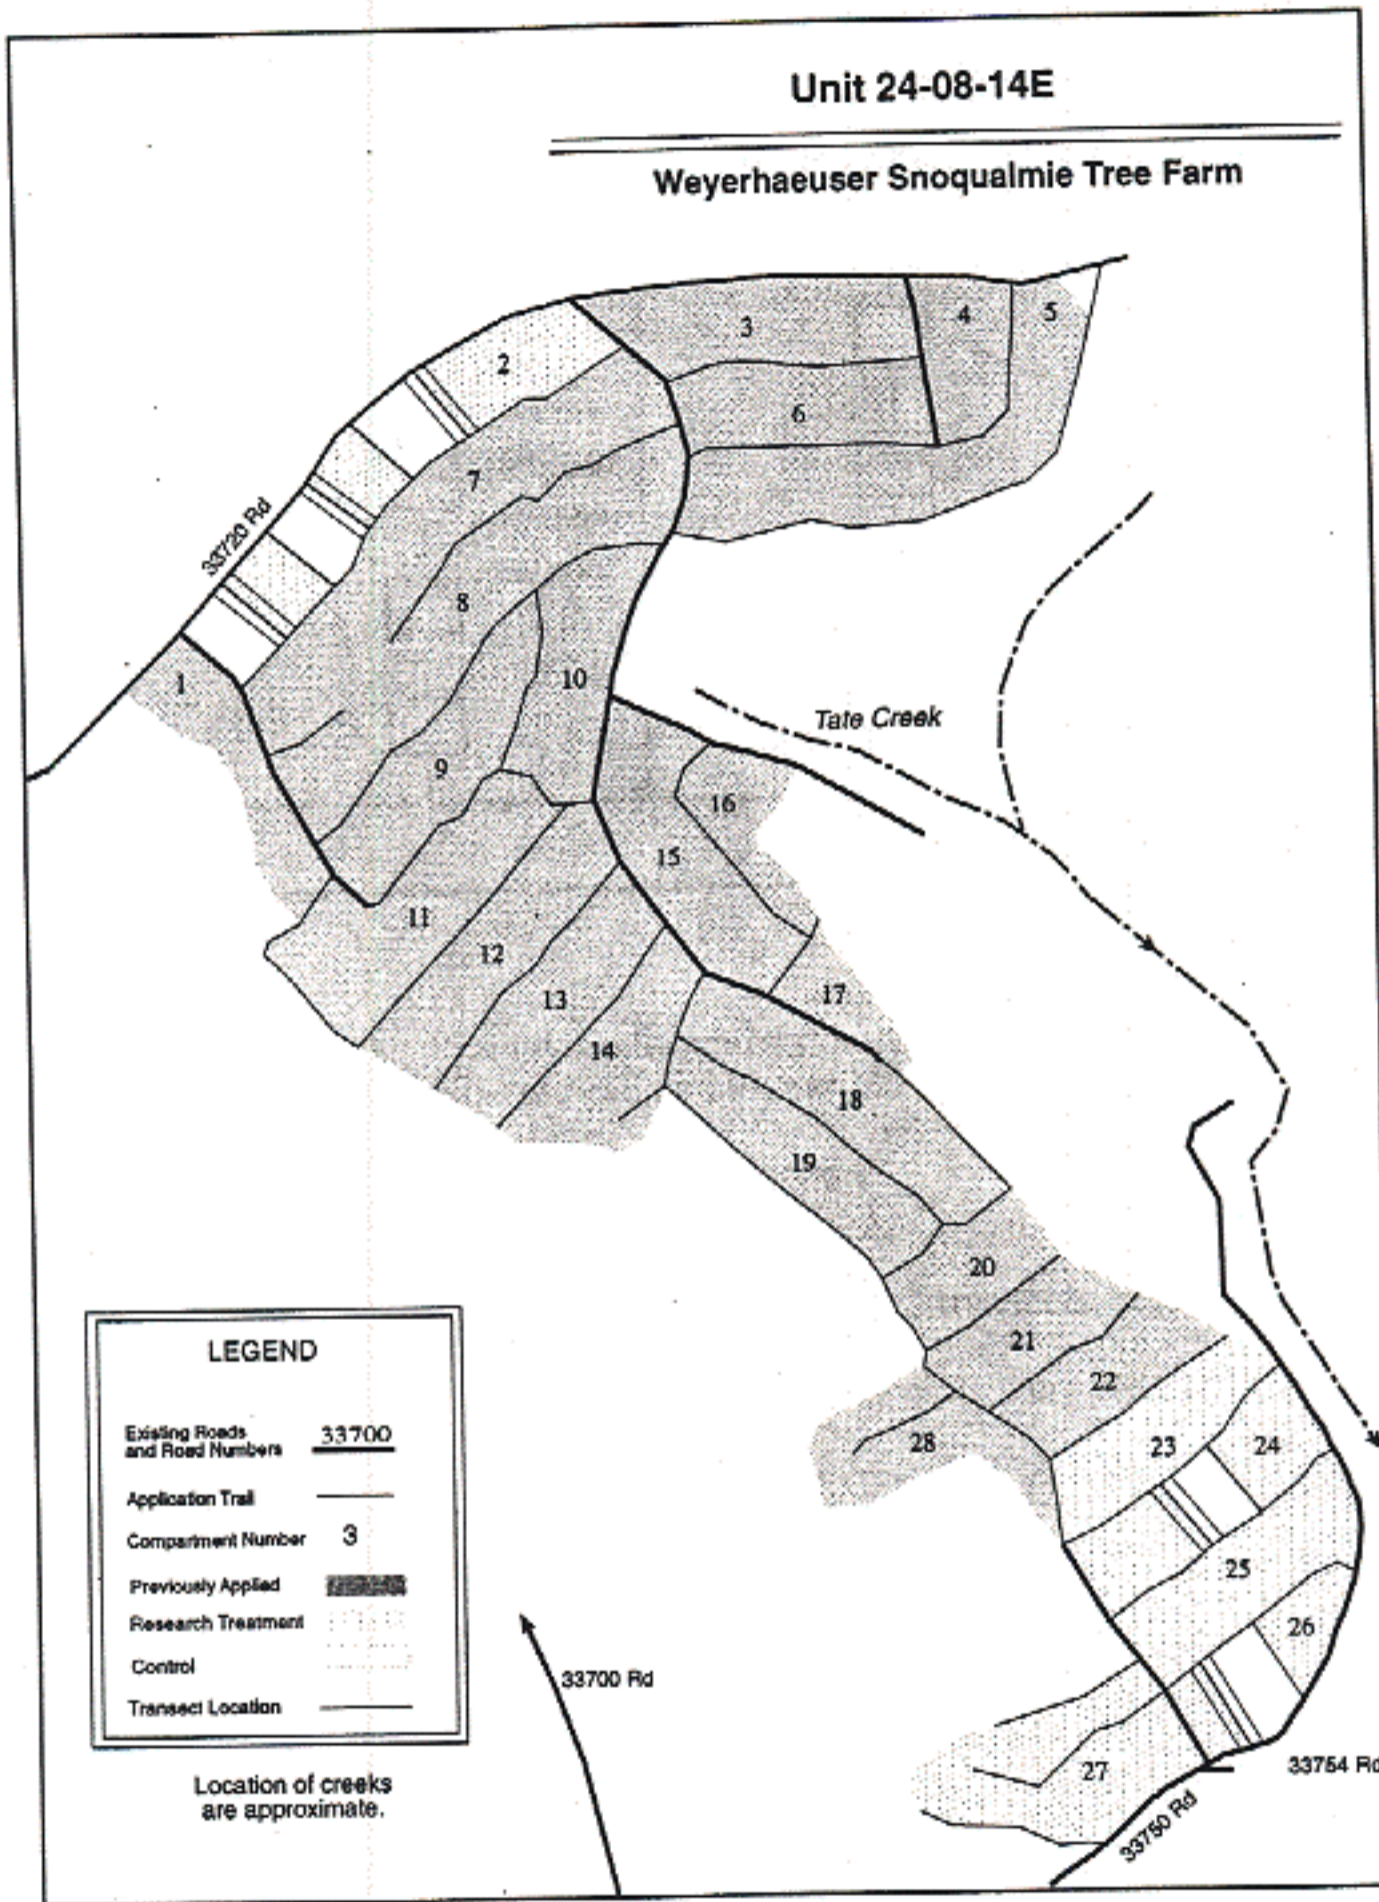 Unit 24-08-14E
Weyerhaeuser Snoqualmie Tree Farm
3
4
5
2
6
7
33720 Rd
8
1
10
Tate Creek
9
16
15
11
12
13
17
14
18
19
20
21
22
28
23
24
25
26
27
33700 Rd
33754 Rd
33750 Rd
LEGEND
Existing Roads
and Road Numbers 33700
Application Trail
Compartment Number 3
Previously Applied
Research Treatment
Control
Transect Location
Location of creeks
are approximate.